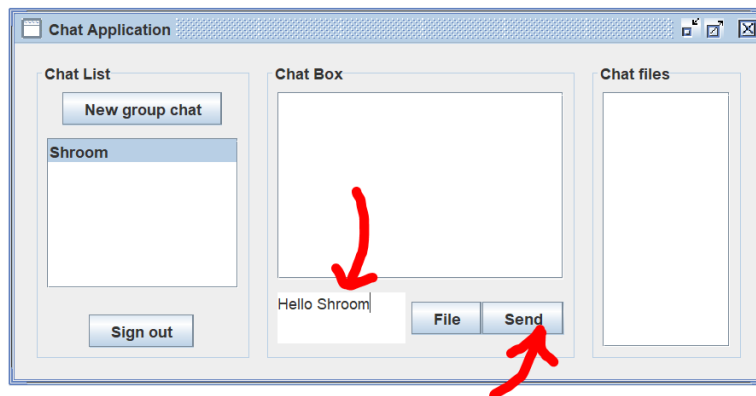 Chat Application
Chat List
New group chat
Shroom
Sign out
Chat Box
Hello Shroom
File
Send
Chat files